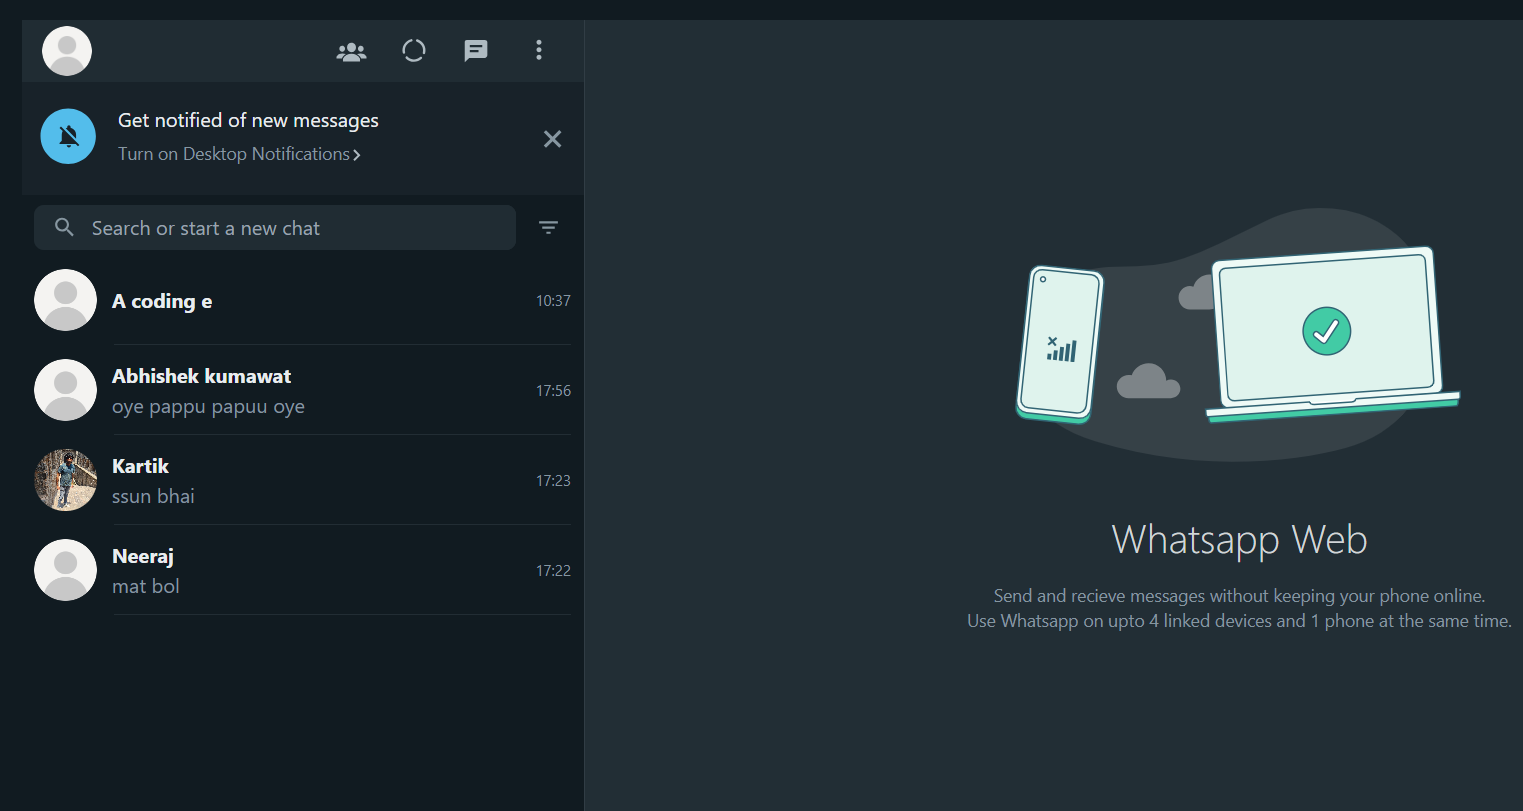 Get notified of new messages
Turn on Desktop Notifications
Search or start a new chat
A coding e
10:37
Abhishek kumawat
17:56
oye pappu papuu oye
Kartik
17:23
ssun bhai
Neeraj
17:22
mat bol
Whatsapp Web
Send and recieve messages without keeping your phone online.
Use Whatsapp on upto 4 linked devices and 1 phone at the same time.